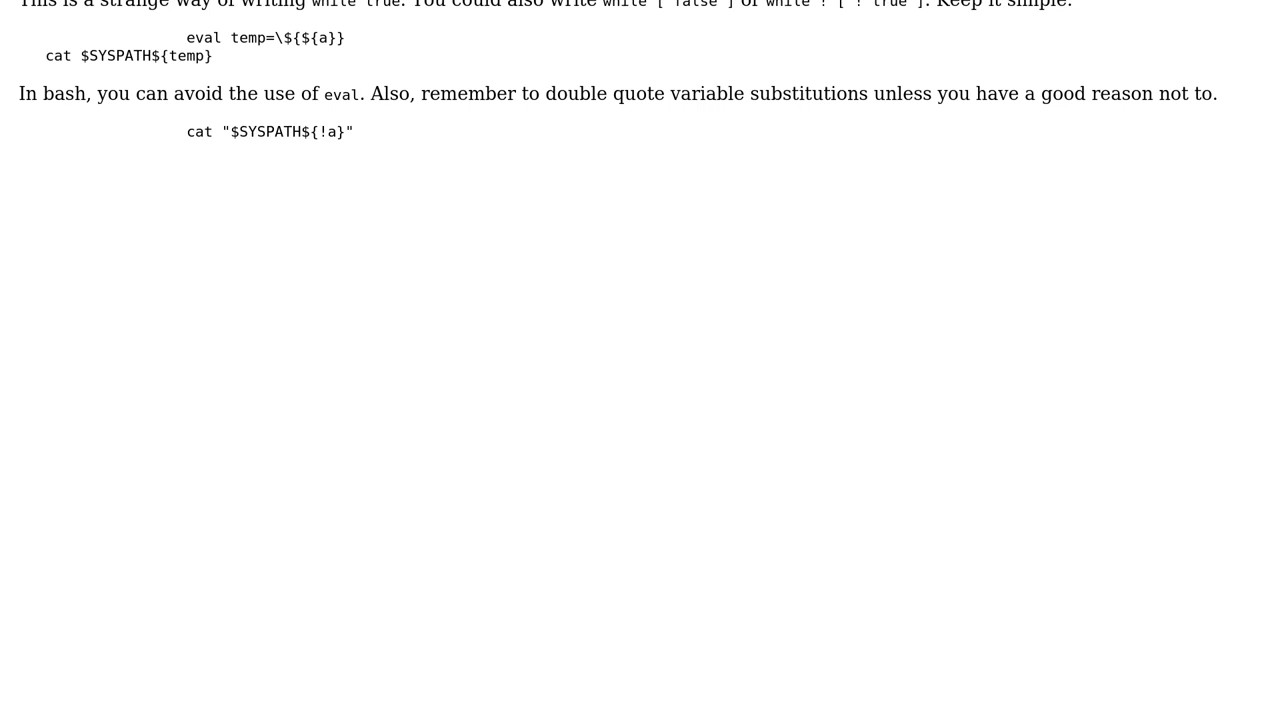 This is a strange way of writing while true. You could also write while [ false ] or while ! [ ! true ]. Keep it simple.
eval temp=\${${a}}
cat $SYSPATH${temp}
In bash, you can avoid the use of eval. Also, remember to double quote variable substitutions unless you have a good reason not to.
cat "$SYSPATH${!a}"